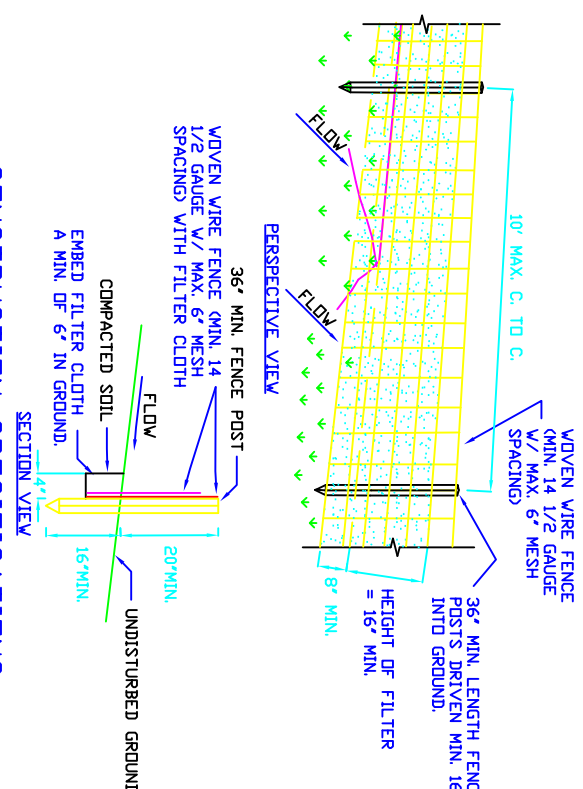 WOVEN WIRE FENCE
(MIN. 14 1/2 GAUGE
W/ MAX. 6" MESH
SPACING)
10' MAX. C. TO C.
36" MIN. LENGTH FENC
POSTS DRIVEN MIN. 16
INTO GROUND.
HEIGHT OF FILTER
= 16" MIN.
8" MIN.
FLOW
FLOW
PERSPECTIVE VIEW
36" MIN. FENCE POST
WOVEN WIRE FENCE (MIN. 14
1/2 GAUGE W/ MAX. 6" MESH
SPACING) WITH FILTER CLOTH
FLOW
COMPACTED SOIL
EMBED FILTER CLOTH
A MIN. OF 6" IN GROUND.
UNDISTURBED GROUN
20"MIN.
16"MIN.
4"
SECTION VIEW